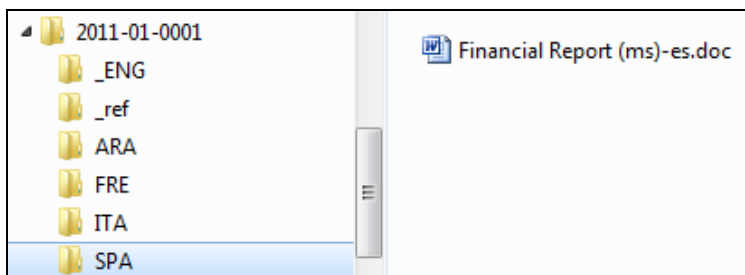 2011-01-0001
_ENG
_ref
ARA
FRE
ITA
SPA
Financial Report (ms)-es.doc